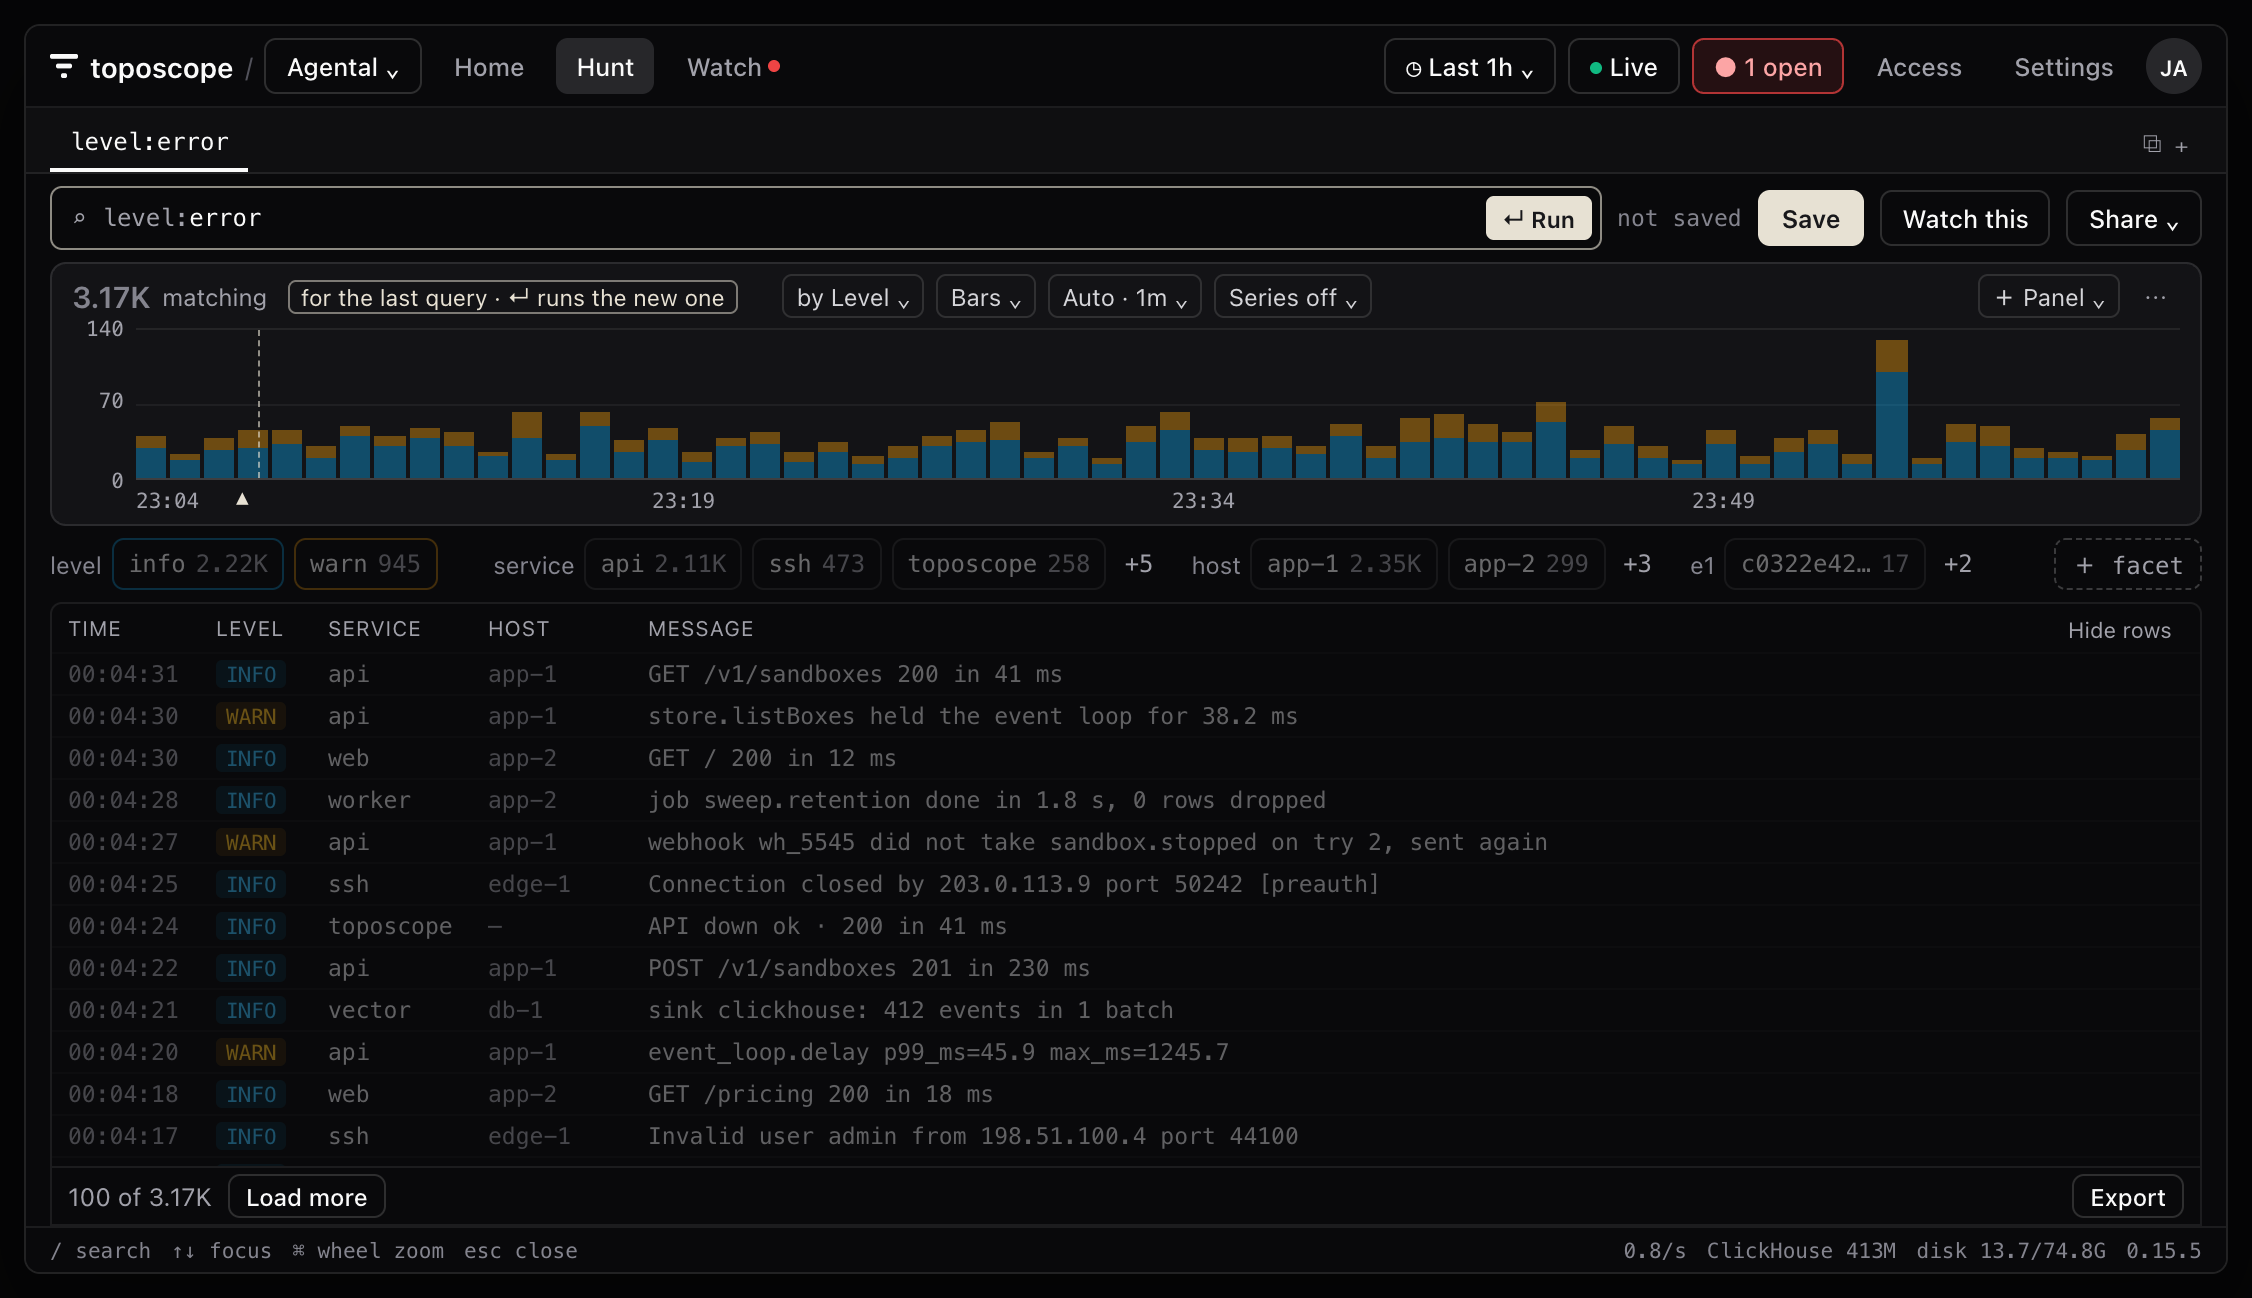 toposcope / Agental Home Hunt Watch Last 1h Live 1 open Access Settings JA
level:error
level:error Run not saved Save Watch this Share
3.17K matching for the last query · ↵ runs the new one by Level Bars Auto · 1m Series off + Panel ...
140
70
0
23:04 23:19 23:34 23:49
level info 2.22K warn 945 service api 2.11K ssh 473 toposcope 258 +5 host app-1 2.35K app-2 299 +3 e1 c0322e42… 17 +2 + facet
TIME LEVEL SERVICE HOST MESSAGE Hide rows
00:04:31 INFO api app-1 GET /v1/sandboxes 200 in 41 ms
00:04:30 WARN api app-1 store.listBoxes held the event loop for 38.2 ms
00:04:30 INFO web app-2 GET / 200 in 12 ms
00:04:28 INFO worker app-2 job sweep.retention done in 1.8 s, 0 rows dropped
00:04:27 WARN api app-1 webhook wh_5545 did not take sandbox.stopped on try 2, sent again
00:04:25 INFO ssh edge-1 Connection closed by 203.0.113.9 port 50242 [preauth]
00:04:24 INFO toposcope — API down ok · 200 in 41 ms
00:04:22 INFO api app-1 POST /v1/sandboxes 201 in 230 ms
00:04:21 INFO vector db-1 sink clickhouse: 412 events in 1 batch
00:04:20 WARN api app-1 event_loop.delay p99_ms=45.9 max_ms=1245.7
00:04:18 INFO web app-2 GET /pricing 200 in 18 ms
00:04:17 INFO ssh edge-1 Invalid user admin from 198.51.100.4 port 44100
100 of 3.17K Load more Export
/ search ↑↓ focus ⌘ wheel zoom esc close 0.8/s ClickHouse 413M disk 13.7/74.8G 0.15.5